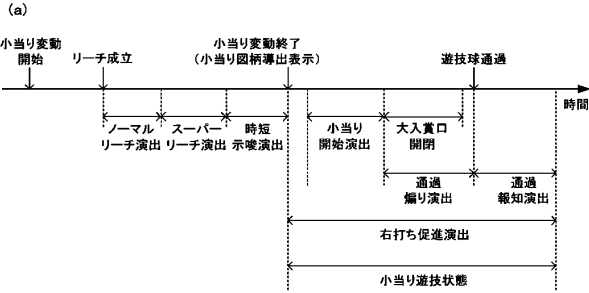 (a)
小当り変動
開始
リーチ成立
小当り変動終了
(小当り図柄導出表示)
遊技球通過
時間
ノーマル
リーチ演出
スーパー
リーチ演出
時短
示唆演出
小当り
開始演出
大入賞口
開閉
通過
煽り演出
通過
報知演出
右打ち促進演出
小当り遊技状態